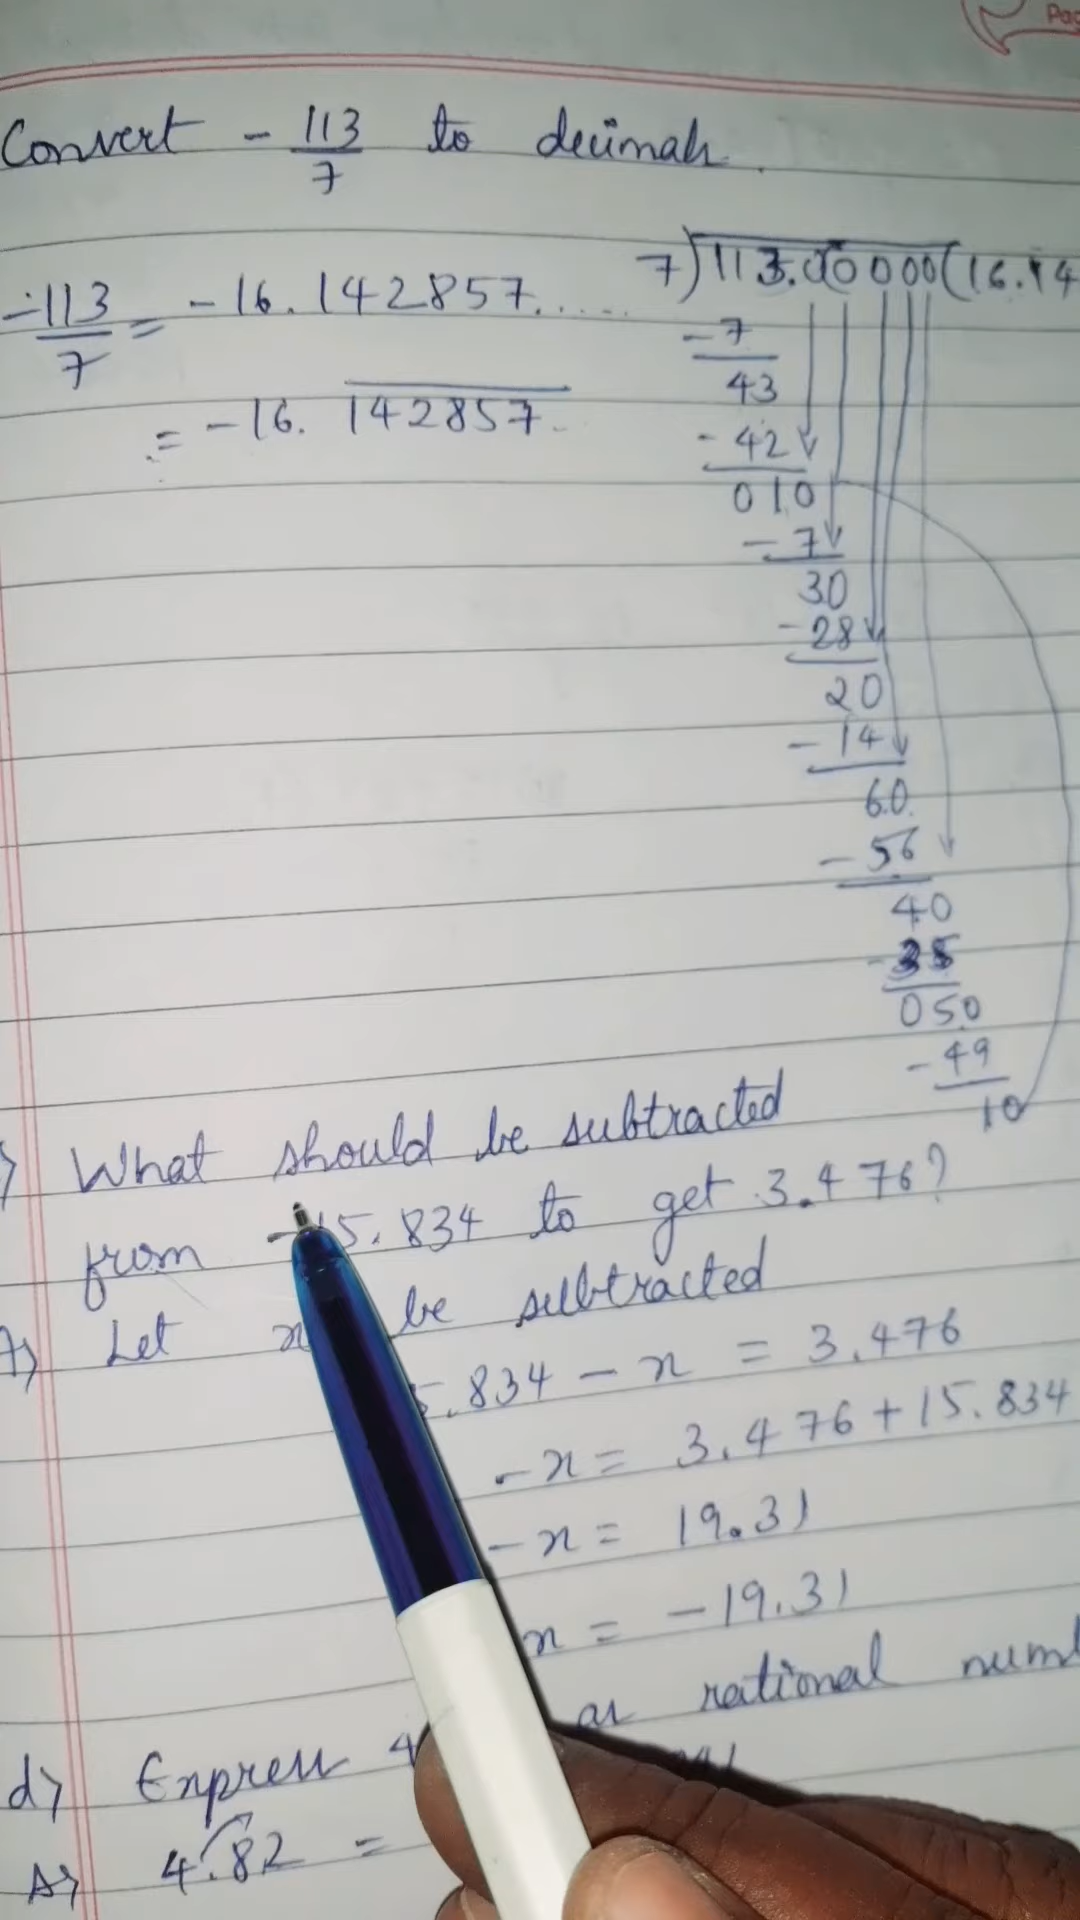 Pag
Convert - 113/7 to decimals.
-113/7 = -16.142857.....
= -16. 142857
7)113.00000(16.14
-7
43
-42
010
-7
30
-28
20
-14
60
-56
40
-35
050
-49
10
What should be subtracted
from -15.834 to get 3.476?
A) Let x be subtracted
5.834 - x = 3.476
-x = 3.476 + 15.834
-x = 19.31
x = -19.31
d) Express 4 as rational num
A) 4.82 =